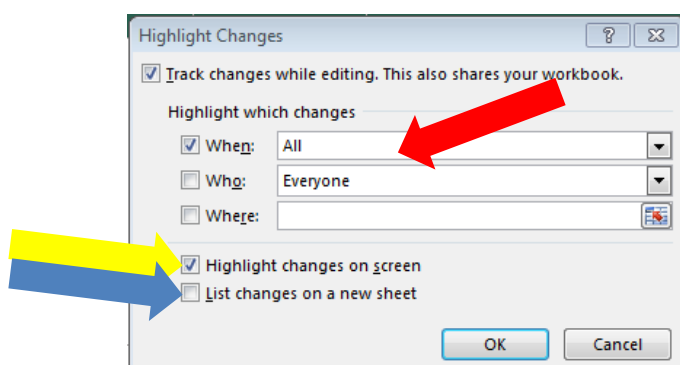 Highlight Changes
Track changes while editing. This also shares your workbook.
Highlight which changes
When: All
Who: Everyone
Where:
Highlight changes on screen
List changes on a new sheet
OK Cancel